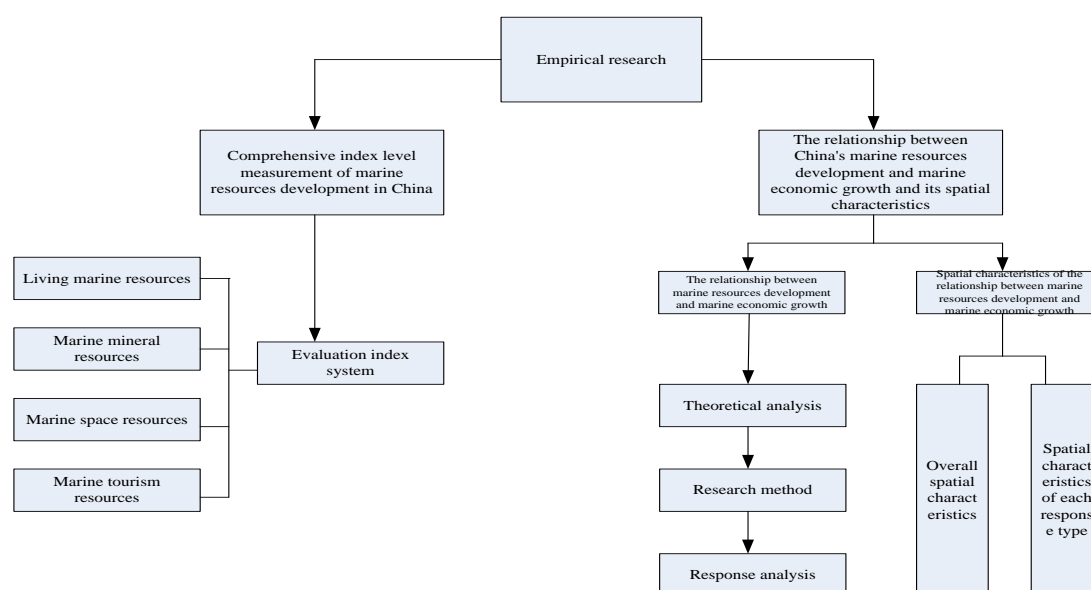 Empirical research
Comprehensive index level
measurement of marine
resources development in China
The relationship between
China's marine resources
development and marine
economic growth and its spatial
characteristics
Living marine resources
Marine mineral
resources
Marine space resources
Marine tourism
resources
Evaluation index
system
The relationship between
marine resources development
and marine economic growth
Spatial characteristics of the
relationship between marine
resources development and
marine economic growth
Theoretical analysis
Research method
Response analysis
Overall
spatial
charact
eristics
Spatial
charact
eristics
of each
respons
e type